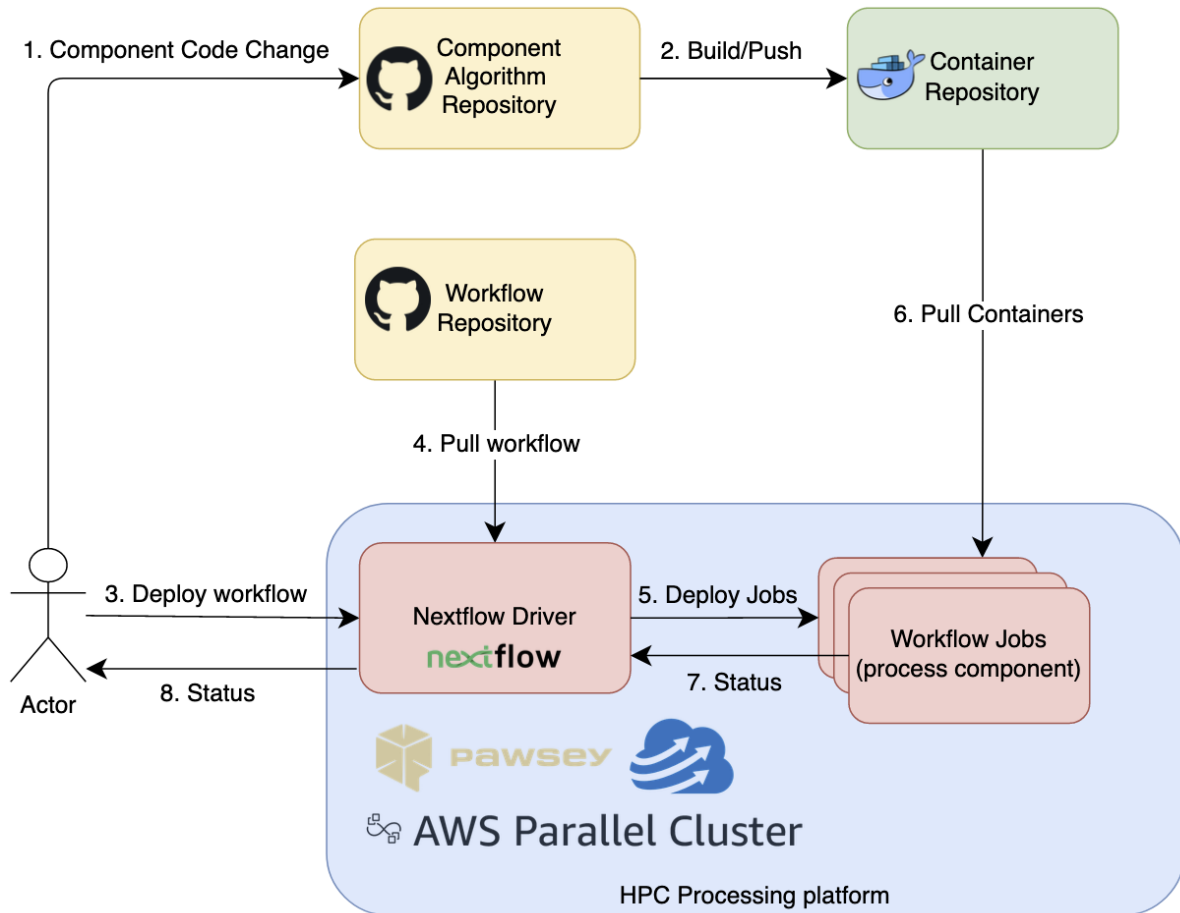 1. Component Code Change
Component
Algorithm
Repository
2. Build/Push
Container
Repository
Workflow
Repository
6. Pull Containers
4. Pull workflow
3. Deploy workflow
Nextflow Driver
nextflow
5. Deploy Jobs
Workflow Jobs
(process component)
7. Status
8. Status
Actor
PAWSEY
AWS Parallel Cluster
HPC Processing platform